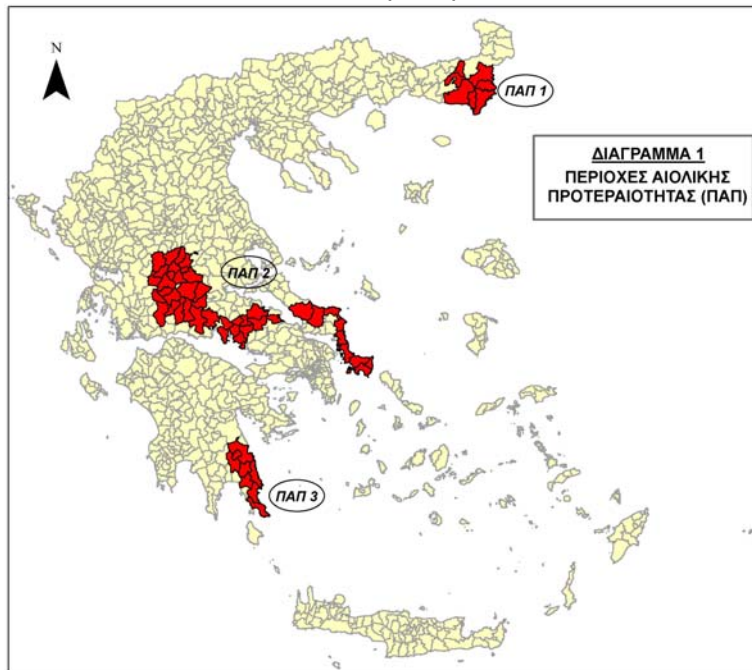 N
ΠΑΠ 1
ΔΙΑΓΡΑΜΜΑ 1
ΠΕΡΙΟΧΕΣ ΑΙΟΛΙΚΗΣ
ΠΡΟΤΕΡΑΙΟΤΗΤΑΣ (ΠΑΠ)
ΠΑΠ 2
ΠΑΠ 3